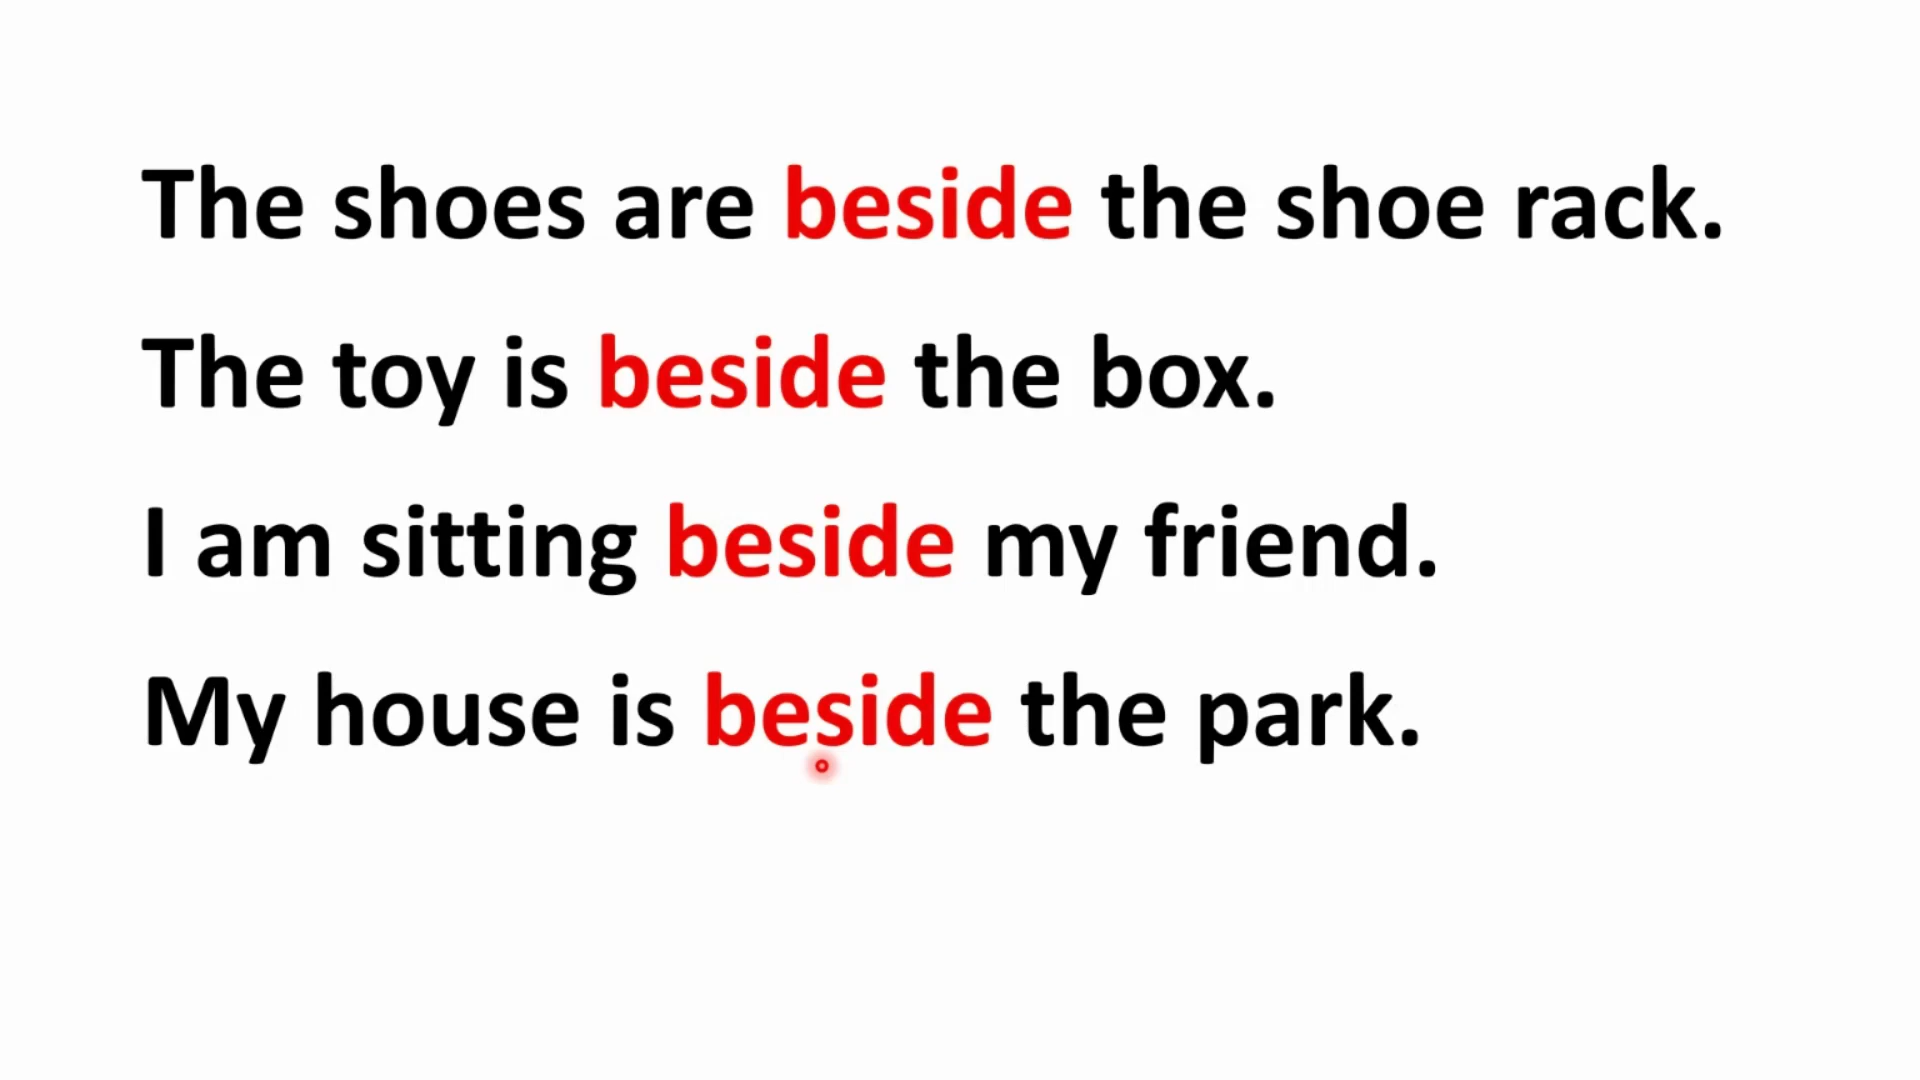 The shoes are beside the shoe rack.
The toy is beside the box.
I am sitting beside my friend.
My house is beside the park.